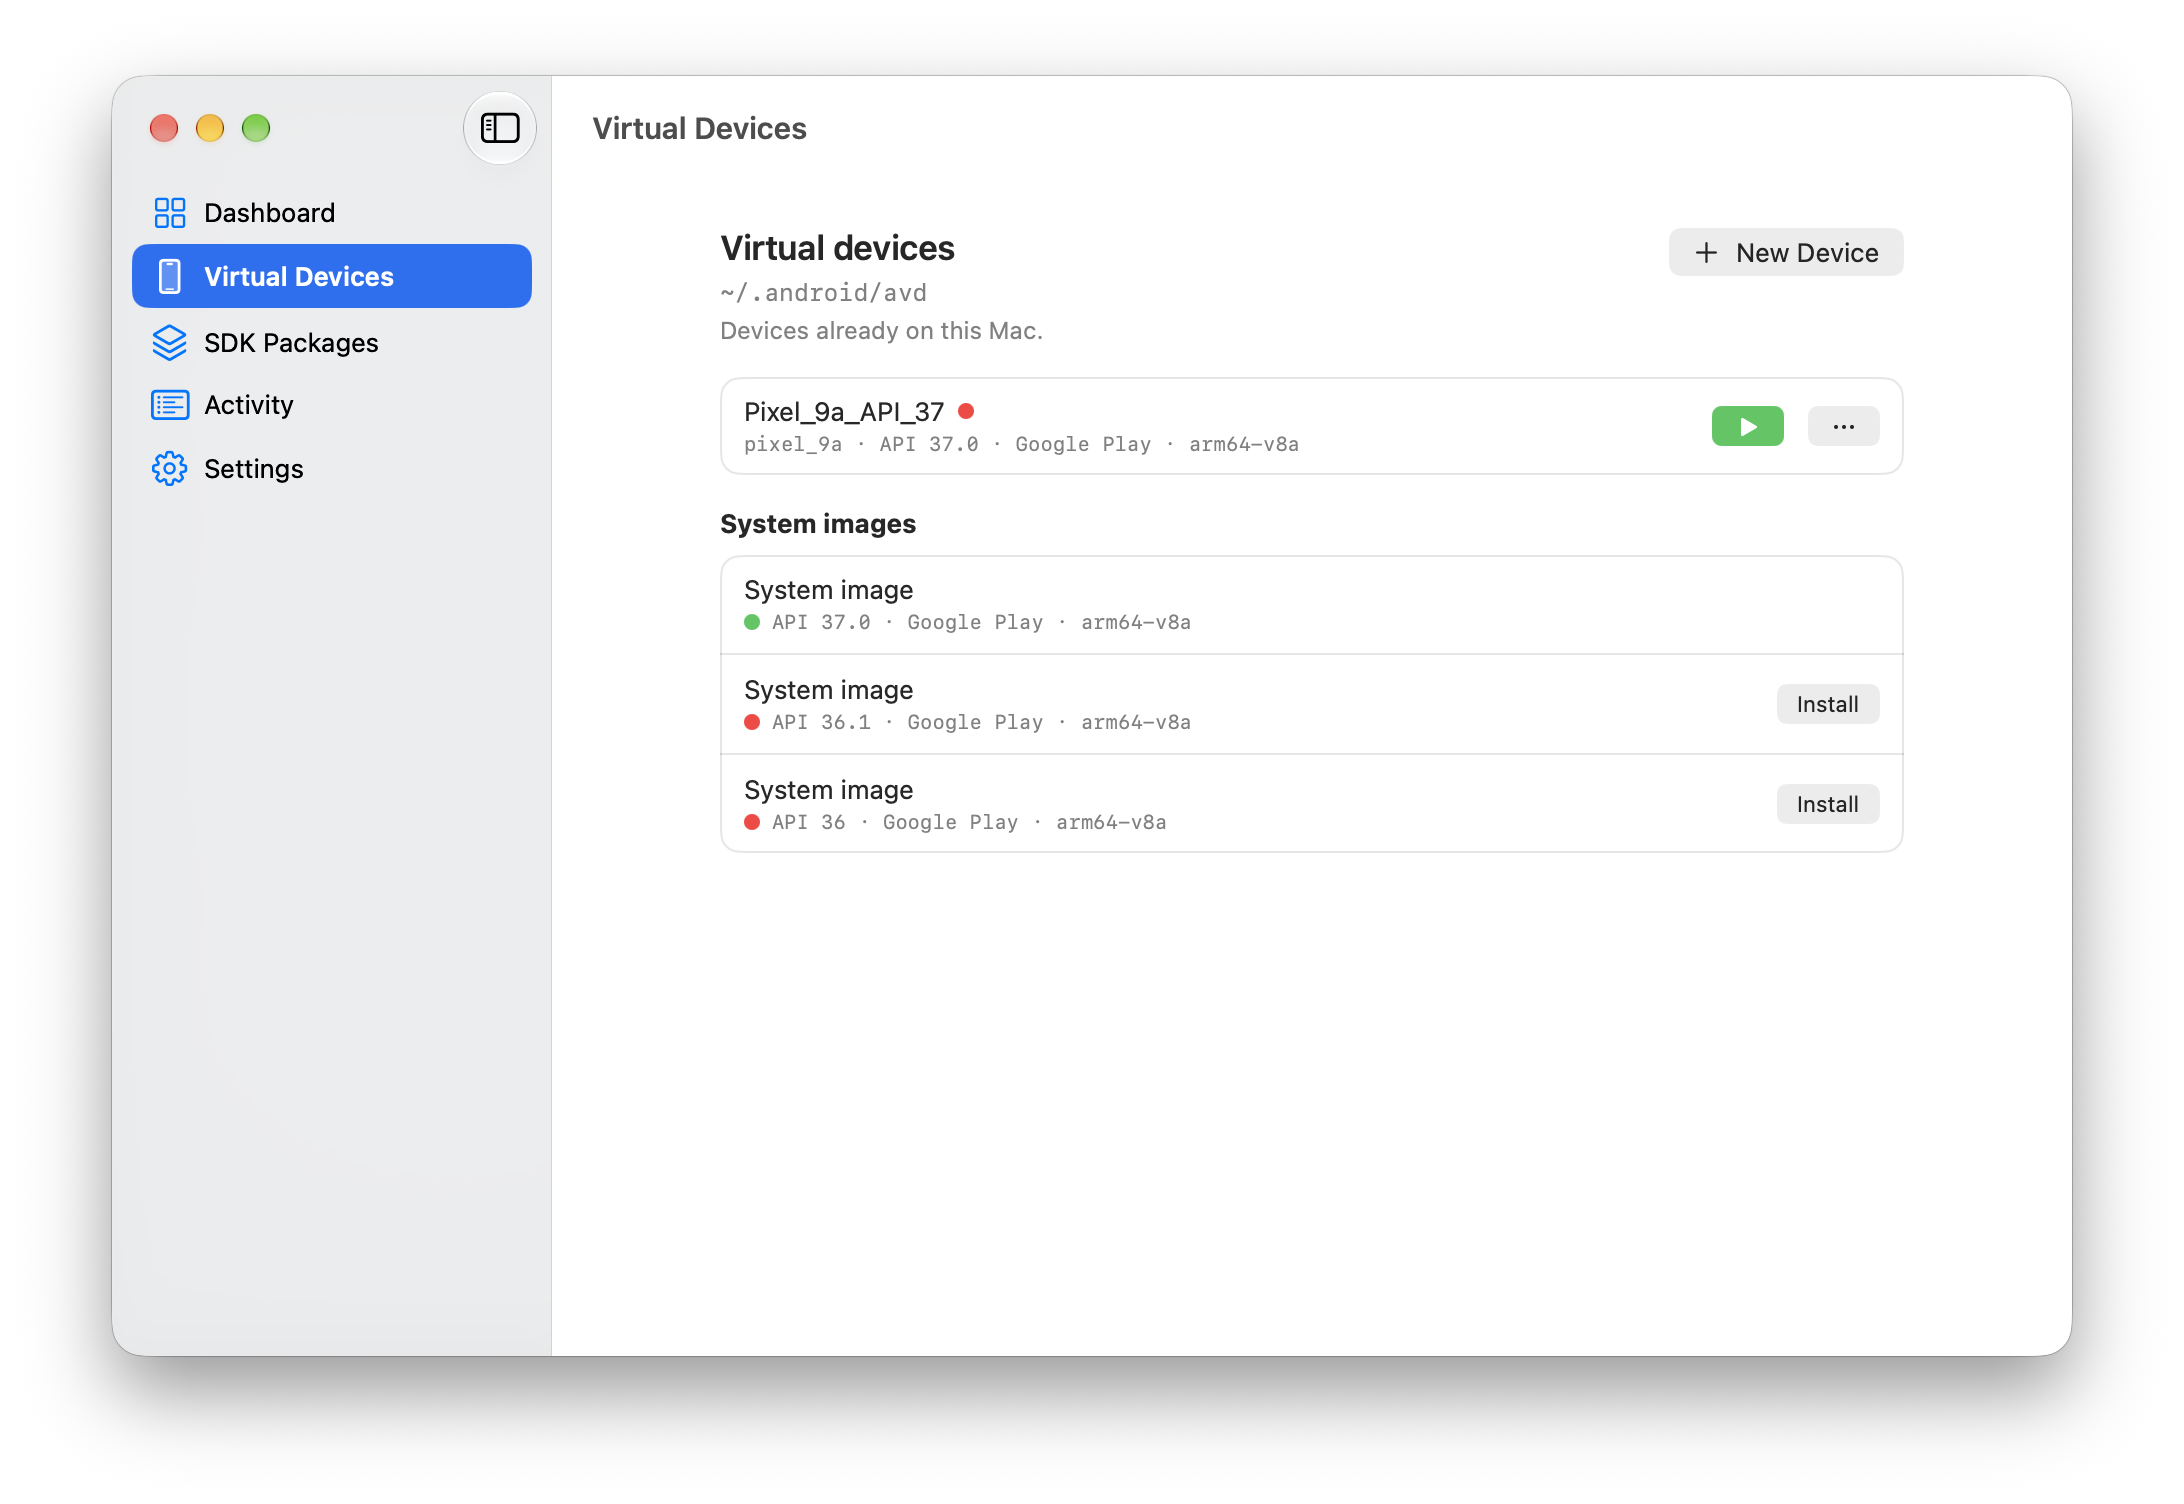 Virtual Devices
Dashboard
Virtual Devices
SDK Packages
Activity
Settings
Virtual devices
New Device
~/.android/avd
Devices already on this Mac.
Pixel_9a_API_37
pixel_9a · API 37.0 · Google Play · arm64-v8a
System images
System image
API 37.0 · Google Play · arm64-v8a
System image
API 36.1 · Google Play · arm64-v8a
Install
System image
API 36 · Google Play · arm64-v8a
Install